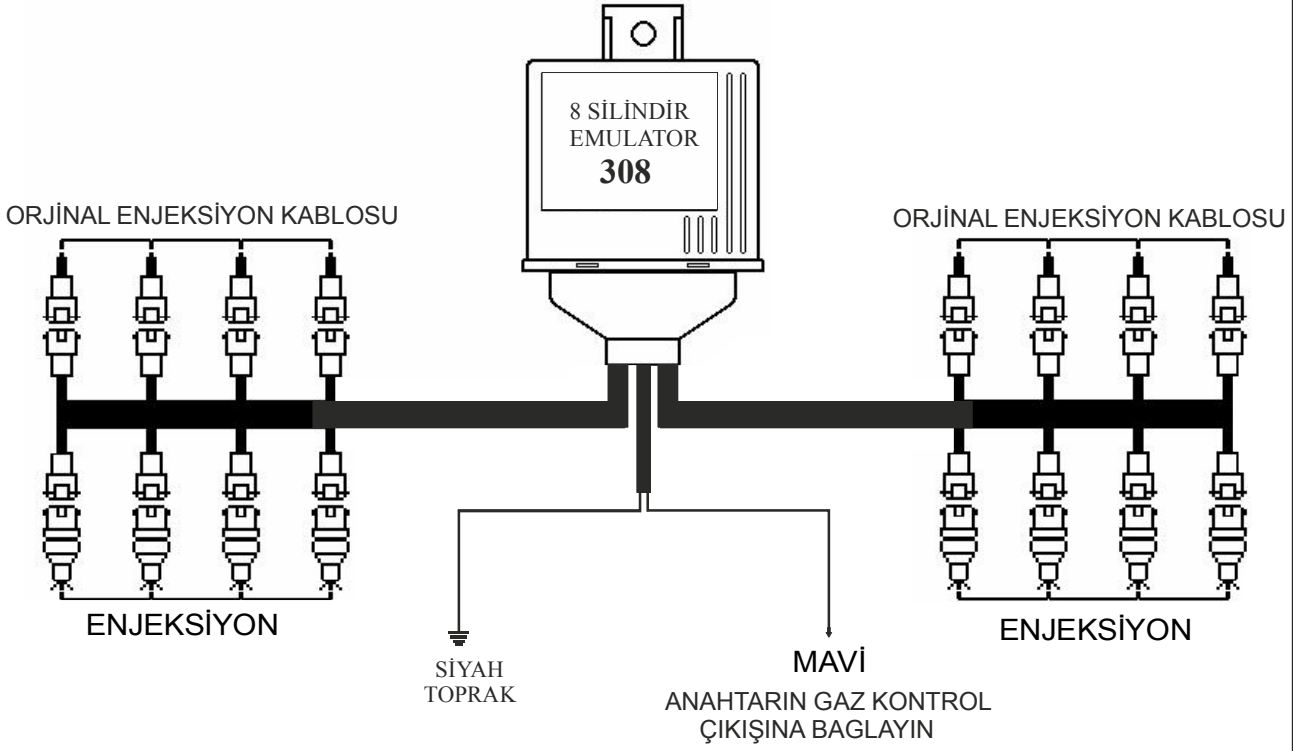 8 SİLİNDİR
EMULATOR
308
ORJİNAL ENJEKSİYON KABLOSU
ORJİNAL ENJEKSİYON KABLOSU
ENJEKSİYON
ENJEKSİYON
SİYAH
TOPRAK
MAVİ
ANAHTARIN GAZ KONTROL
ÇIKIŞINA BAGLAYIN